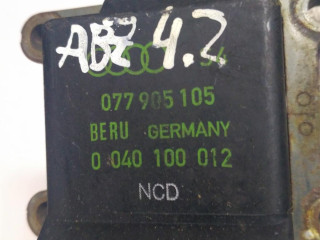 ABZ 4.2
077 905 105
BERU GERMANY
0 040 100 012
NCD